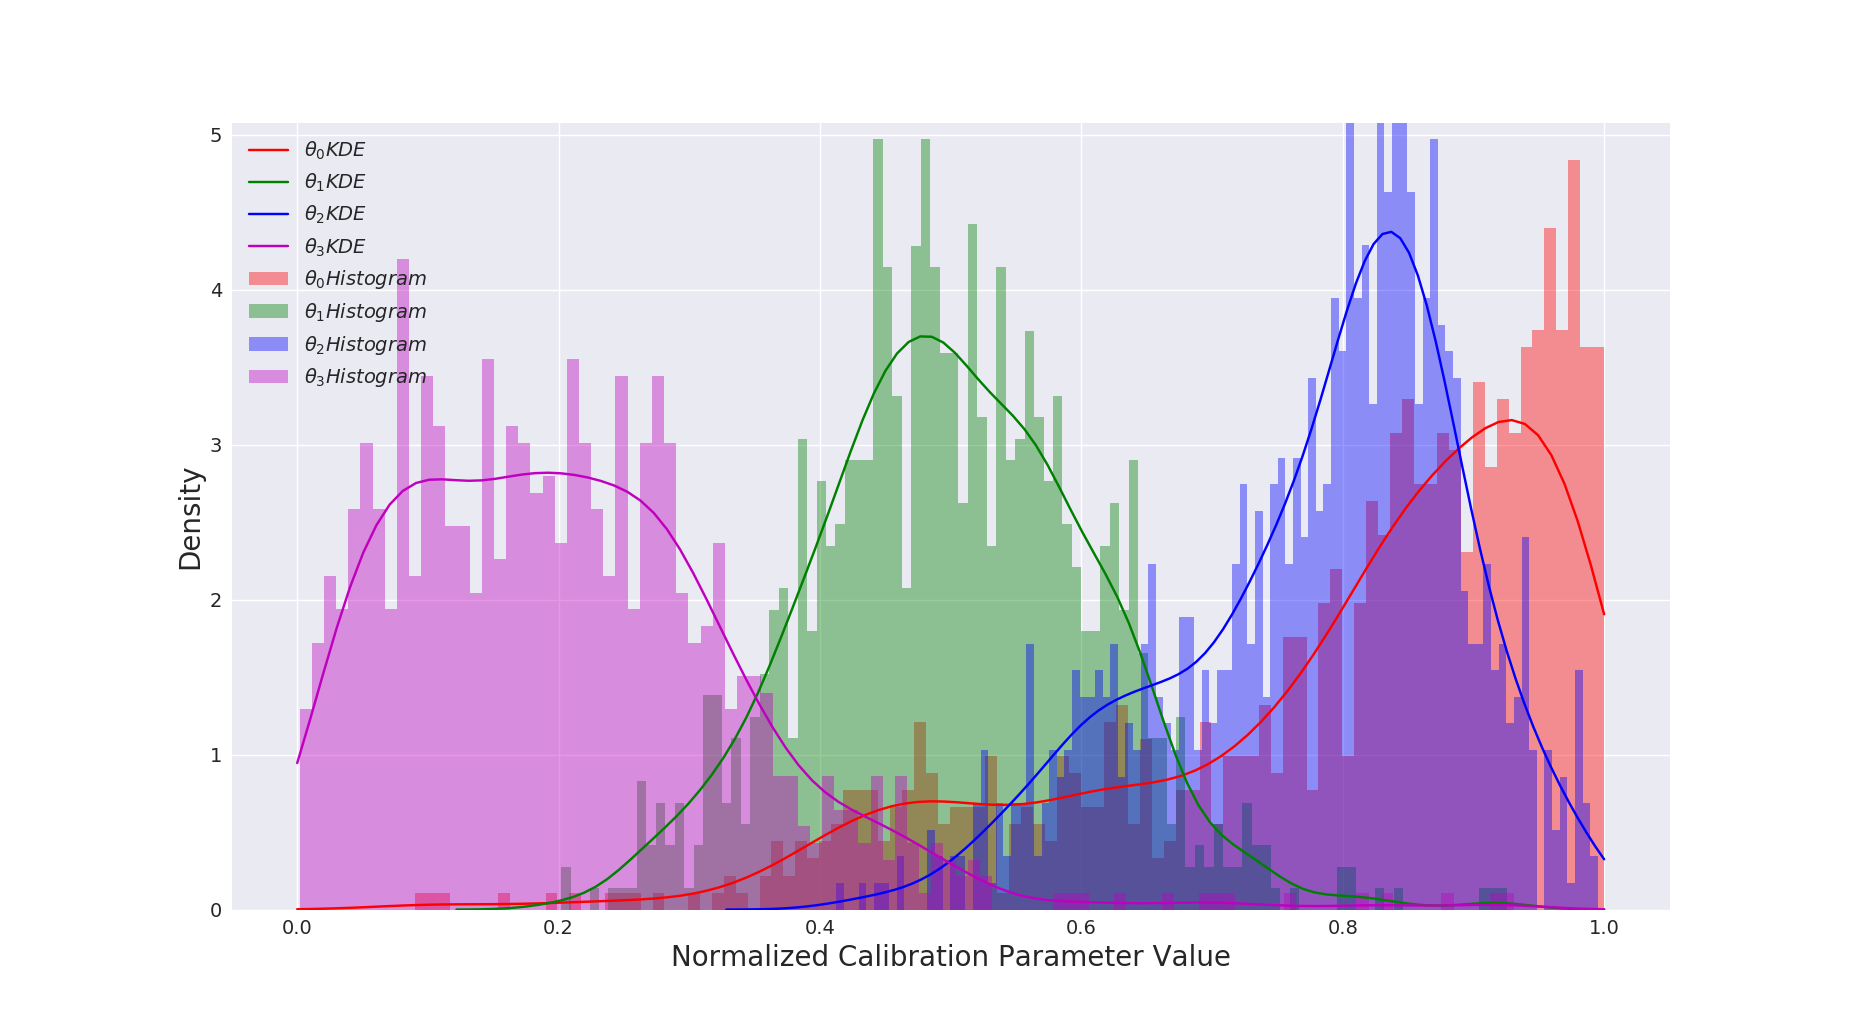 5
4
3
2
1
0
Density
θ₀KDE
θ₁KDE
θ₂KDE
θ₃KDE
θ₀Histogram
θ₁Histogram
θ₂Histogram
θ₃Histogram
0.0 0.2 0.4 0.6 0.8 1.0
Normalized Calibration Parameter Value